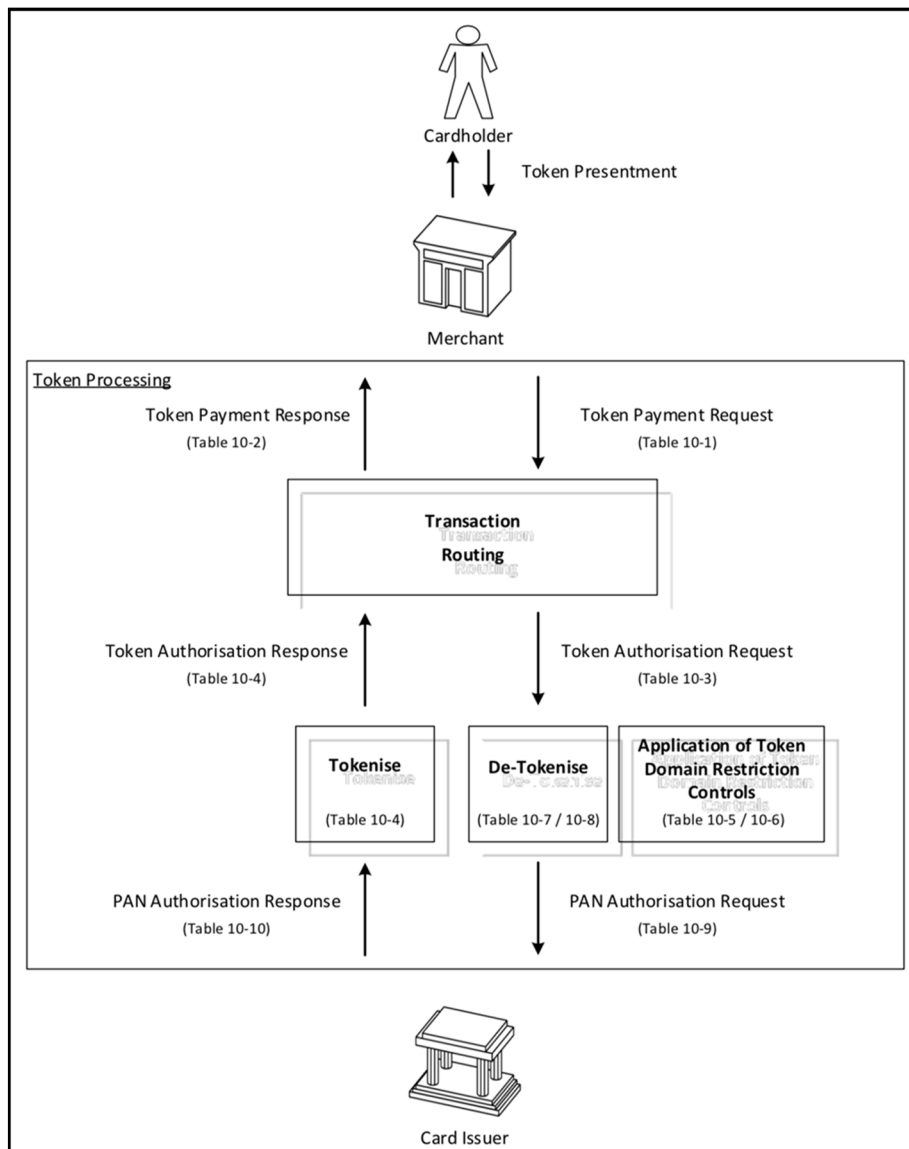 Cardholder
Token Presentment
Merchant
Token Processing
Token Payment Response
(Table 10-2)
Token Payment Request
(Table 10-1)
Transaction
Routing
Token Authorisation Response
(Table 10-4)
Token Authorisation Request
(Table 10-3)
Tokenise
(Table 10-4)
De-Tokenise
(Table 10-7 / 10-8)
Application of Token
Domain Restriction
Controls
(Table 10-5 / 10-6)
PAN Authorisation Response
(Table 10-10)
PAN Authorisation Request
(Table 10-9)
Card Issuer